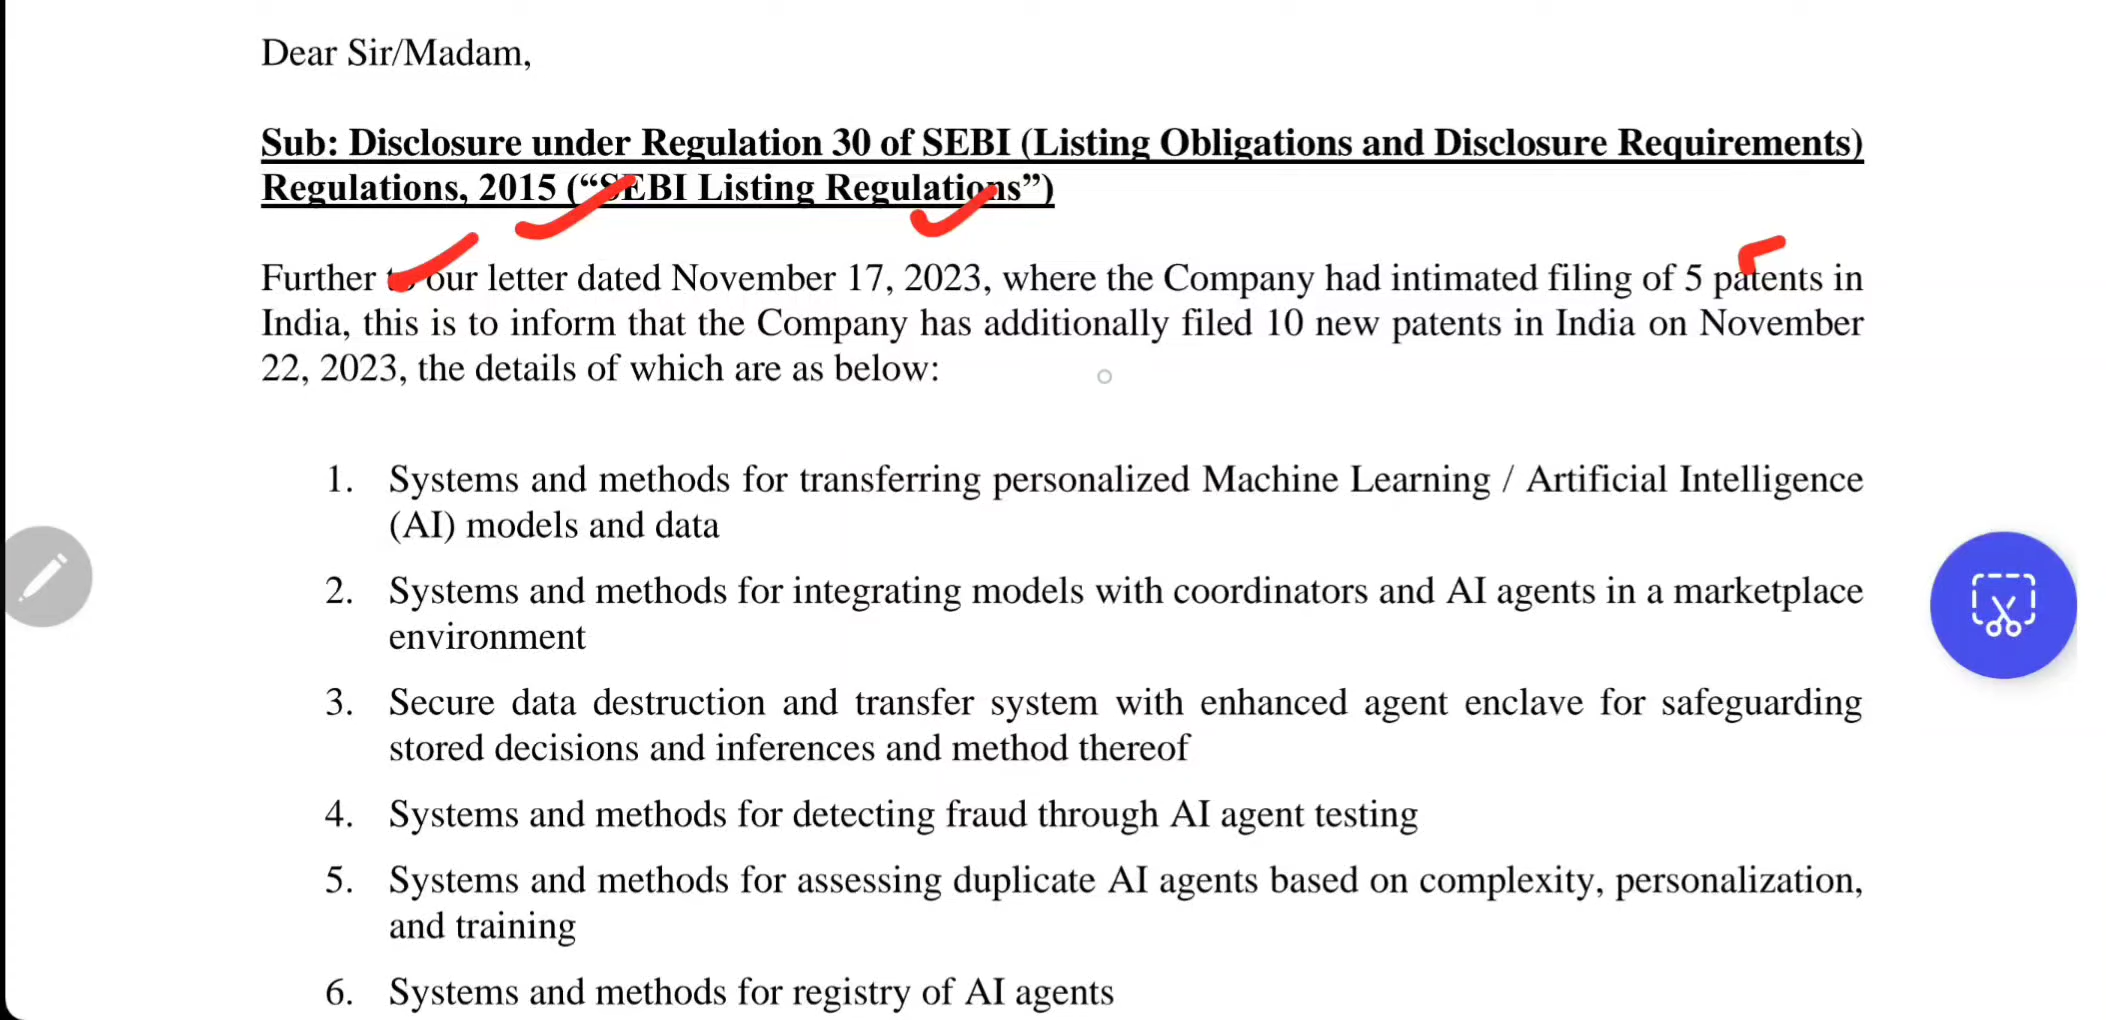 Dear Sir/Madam,
Sub: Disclosure under Regulation 30 of SEBI (Listing Obligations and Disclosure Requirements)
Regulations, 2015 (“SEBI Listing Regulations”)
Further to our letter dated November 17, 2023, where the Company had intimated filing of 5 patents in
India, this is to inform that the Company has additionally filed 10 new patents in India on November
22, 2023, the details of which are as below:
1. Systems and methods for transferring personalized Machine Learning / Artificial Intelligence
(AI) models and data
2. Systems and methods for integrating models with coordinators and AI agents in a marketplace
environment
3. Secure data destruction and transfer system with enhanced agent enclave for safeguarding
stored decisions and inferences and method thereof
4. Systems and methods for detecting fraud through AI agent testing
5. Systems and methods for assessing duplicate AI agents based on complexity, personalization,
and training
6. Systems and methods for registry of AI agents